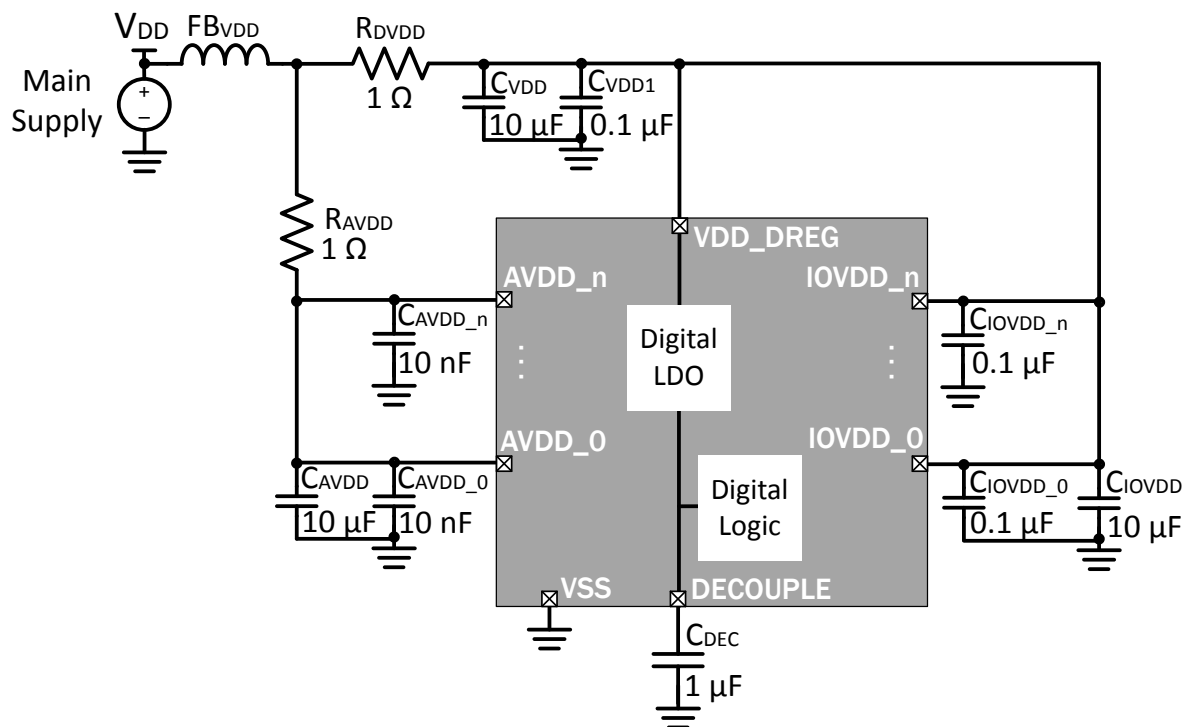 VDD
FBVDD
RDVDD
1 Ω
Main
Supply
+
–
CVDD
10 µF
CVDD1
0.1 µF
RAVDD
1 Ω
VDD_DREG
AVDD_n
IOVDD_n
CAVDD_n
10 nF
Digital
LDO
CIOVDD_n
0.1 µF
AVDD_0
IOVDD_0
CAVDD
10 µF
CAVDD_0
10 nF
Digital
Logic
CIOVDD_0
0.1 µF
CIOVDD
10 µF
VSS
DECOUPLE
CDEC
1 µF